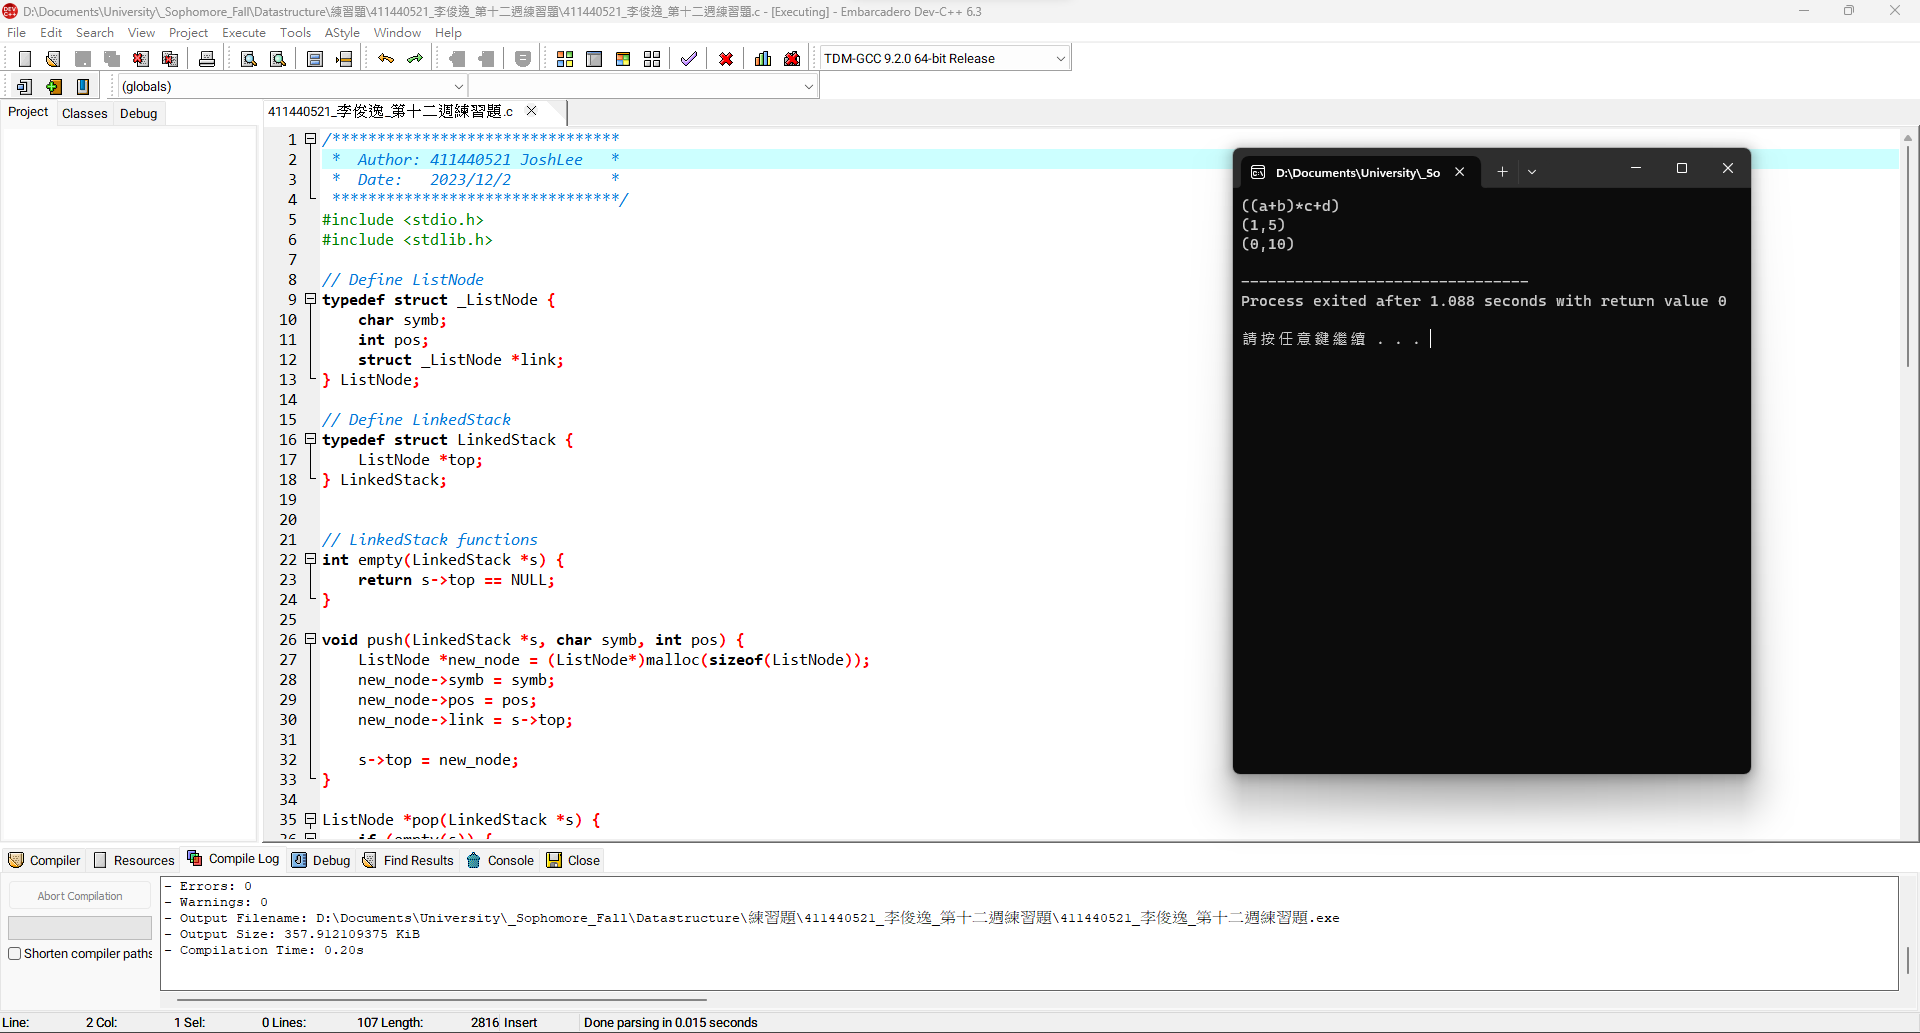 D:\Documents\University\_Sophomore_Fall\Datastructure\練習題\411440521_李俊逸_第十二週練習題\411440521_李俊逸_第十二週練習題.c - [Executing] - Embarcadero Dev-C++ 6.3
File Edit Search View Project Execute Tools AStyle Window Help
TDM-GCC 9.2.0 64-bit Release
(globals)
Project Classes Debug
411440521_李俊逸_第十二週練習題.c
1 /********************************
2 * Author: 411440521 JoshLee *
3 * Date: 2023/12/2 *
4 ********************************/
5 #include <stdio.h>
6 #include <stdlib.h>
7
8 // Define ListNode
9 typedef struct _ListNode {
10 char symb;
11 int pos;
12 struct _ListNode *link;
13 } ListNode;
14
15 // Define LinkedStack
16 typedef struct LinkedStack {
17 ListNode *top;
18 } LinkedStack;
19
20
21 // LinkedStack functions
22 int empty(LinkedStack *s) {
23 return s->top == NULL;
24 }
25
26 void push(LinkedStack *s, char symb, int pos) {
27 ListNode *new_node = (ListNode*)malloc(sizeof(ListNode));
28 new_node->symb = symb;
29 new_node->pos = pos;
30 new_node->link = s->top;
31
32 s->top = new_node;
33 }
34
35 ListNode *pop(LinkedStack *s) {
36 if (empty(s)) {
D:\Documents\University\_So
((a+b)*c+d)
(1,5)
(0,10)
--------------------------------
Process exited after 1.088 seconds with return value 0
請按任意鍵繼續 . . .
Compiler Resources Compile Log Debug Find Results Console Close
Abort Compilation
Shorten compiler paths
- Errors: 0
- Warnings: 0
- Output Filename: D:\Documents\University\_Sophomore_Fall\Datastructure\練習題\411440521_李俊逸_第十二週練習題\411440521_李俊逸_第十二週練習題.exe
- Output Size: 357.912109375 KiB
- Compilation Time: 0.20s
Line: 2 Col: 1 Sel: 0 Lines: 107 Length: 2816 Insert Done parsing in 0.015 seconds